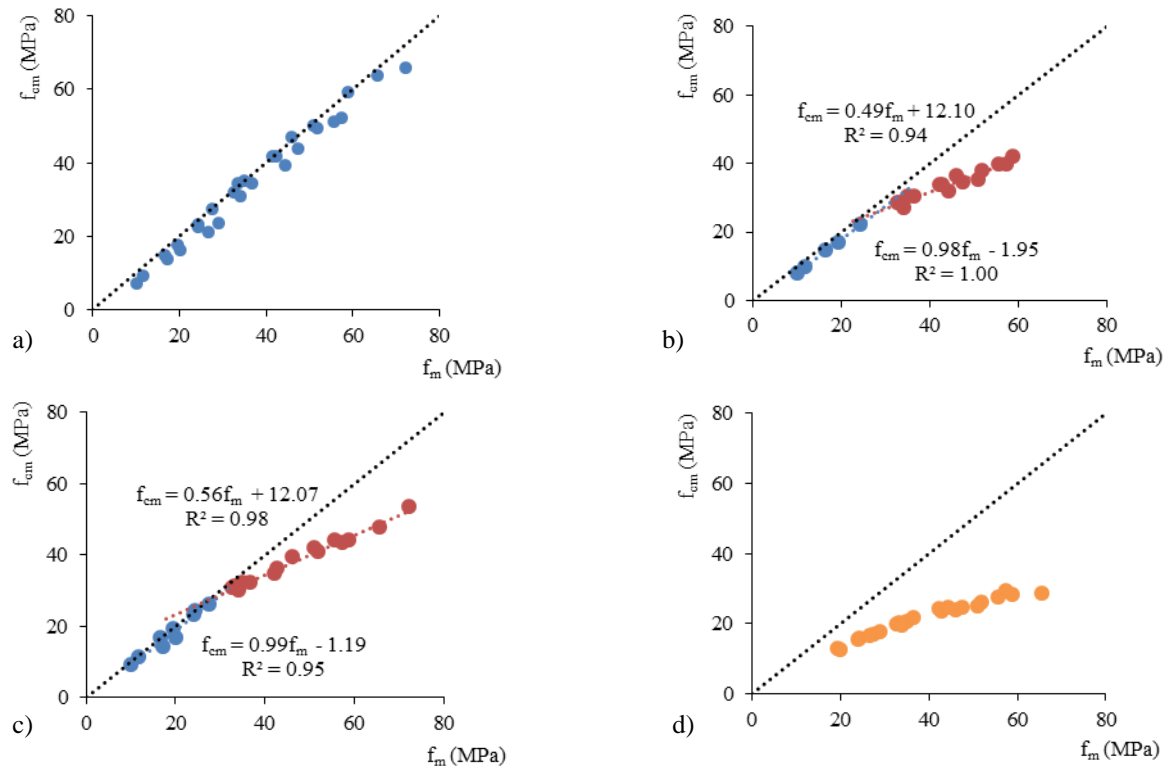 f_cm (MPa)
80
60
40
20
0
0 20 40 60 80
f_m (MPa)
a)
f_cm (MPa)
80
60
40
20
0
f_cm = 0.49f_m + 12.10
R² = 0.94
f_cm = 0.98f_m - 1.95
R² = 1.00
0 20 40 60 80
f_m (MPa)
b)
f_cm (MPa)
80
60
40
20
0
f_cm = 0.56f_m + 12.07
R² = 0.98
f_cm = 0.99f_m - 1.19
R² = 0.95
0 20 40 60 80
f_m (MPa)
c)
f_cm (MPa)
80
60
40
20
0
0 20 40 60 80
f_m (MPa)
d)